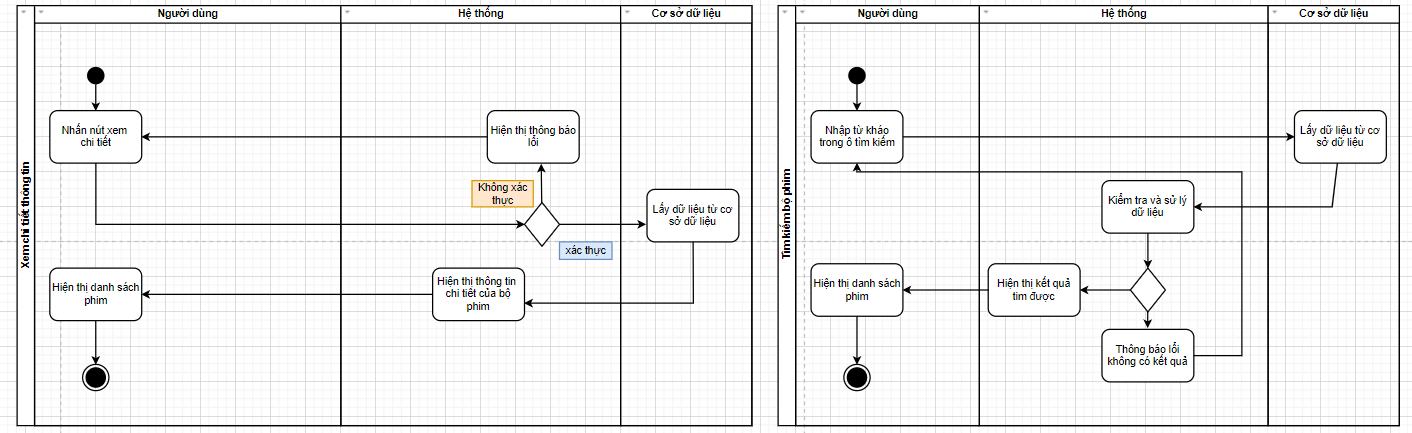 Người dùng
Hệ thống
Cơ sở dữ liệu
Xem chi tiết thông tin
Nhấn nút xem
chi tiết
Hiện thị thông báo
lổi
Không xác
thực
Lấy dữ liệu từ cơ
sở dữ liệu
xác thực
Hiện thị danh sách
phim
Hiện thị thông tin
chi tiết của bộ
phim
Người dùng
Hệ thống
Cơ sở dữ liệu
Tìm kiếm bộ phim
Nhập từ kháo
trong ô tìm kiếm
Lấy dữ liệu từ cơ
sở dữ liệu
Kiểm tra và sử lý
dữ liệu
Hiện thị danh sách
phim
Hiện thị kết quả
tim được
Thông báo lổi
không có kết quả